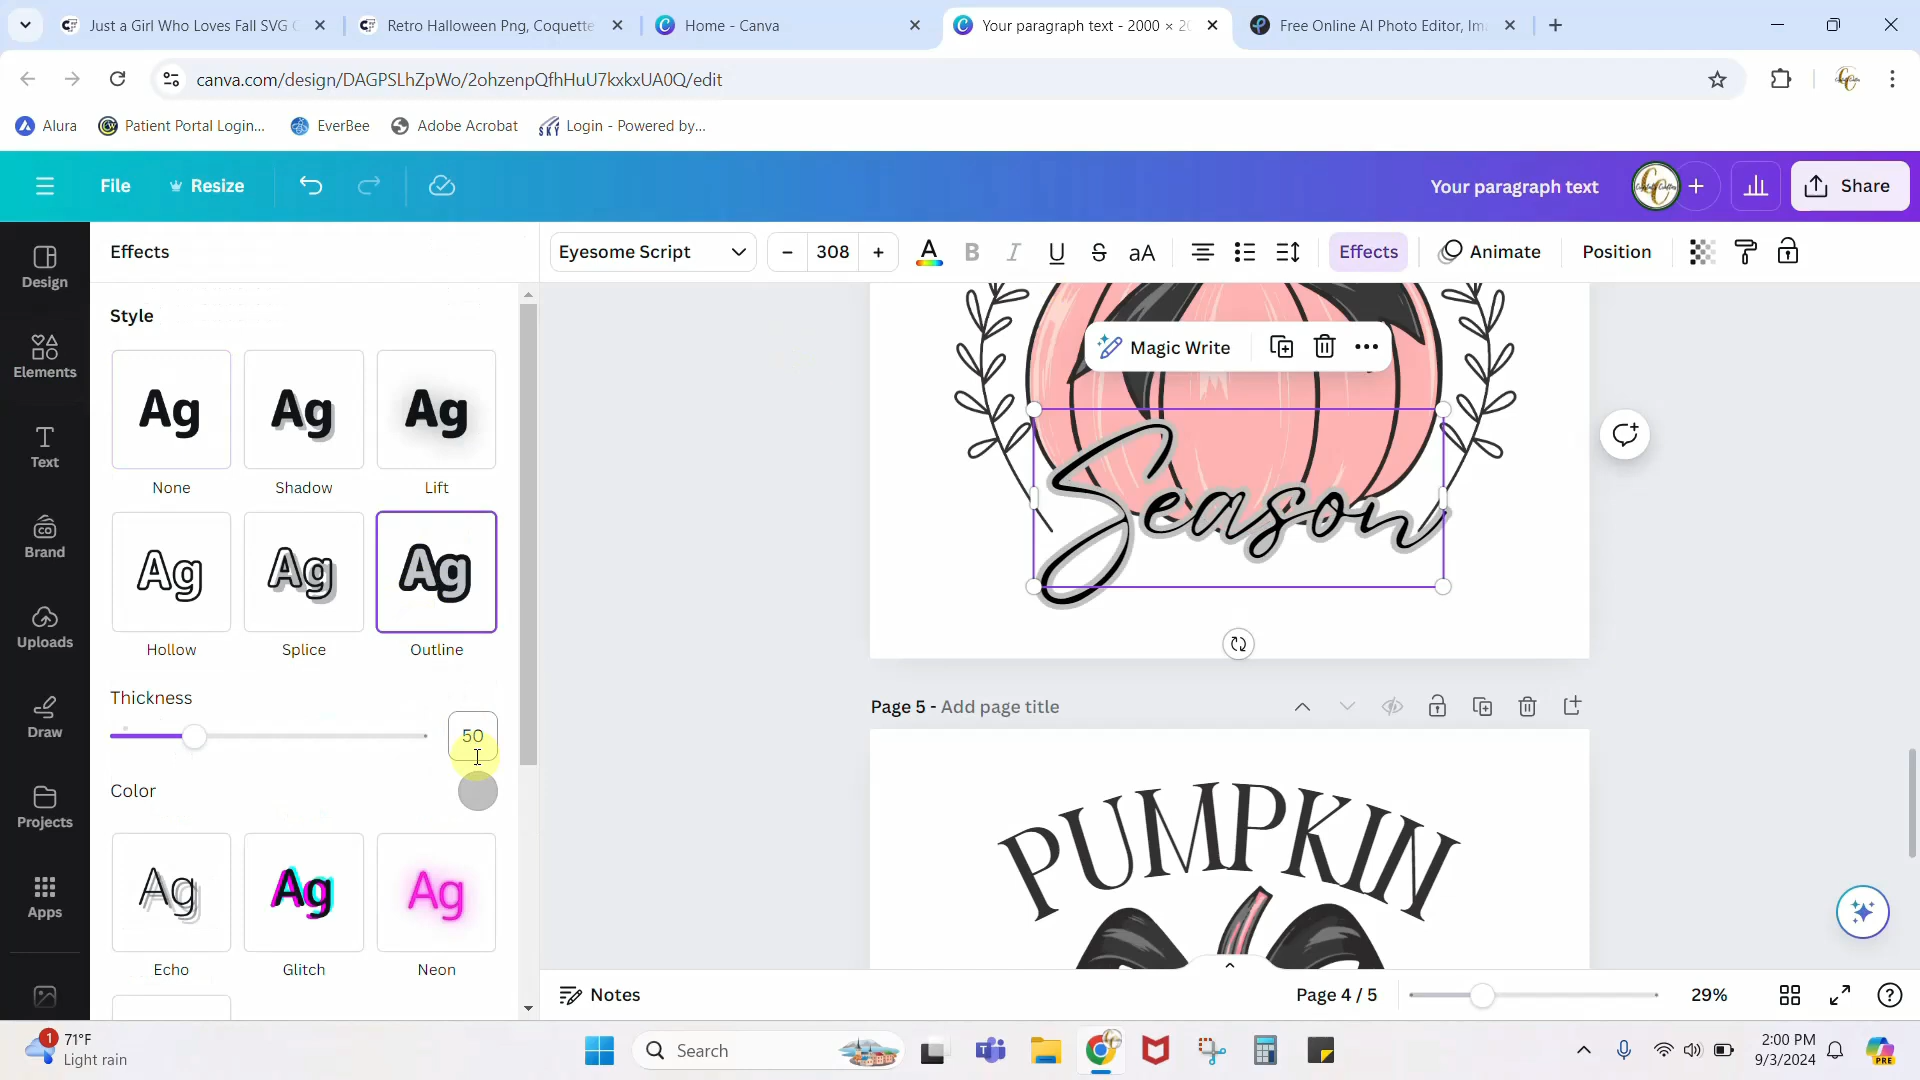 Just a Girl Who Loves Fall SVG C
Retro Halloween Png, Coquette
Home - Canva
Your paragraph text - 2000 × 20
Free Online AI Photo Editor, Im
canva.com/design/DAGPSLhZpWo/2ohzenpQfhHuU7kxkxUA0Q/edit
Alura
Patient Portal Login...
EverBee
Adobe Acrobat
Login - Powered by...
File
Resize
Your paragraph text
Share
Design
Elements
Text
Brand
Uploads
Draw
Projects
Apps
Effects
Eyesome Script
308
Effects
Animate
Position
Style
Ag
Ag
Ag
None
Shadow
Lift
Ag
Ag
Ag
Hollow
Splice
Outline
Thickness
50
Color
Ag
Ag
Ag
Echo
Glitch
Neon
Magic Write
Season
Page 5 - Add page title
PUMPKIN
Notes
Page 4 / 5
29%
1
71°F
Light rain
Search
2:00 PM
9/3/2024
PRE